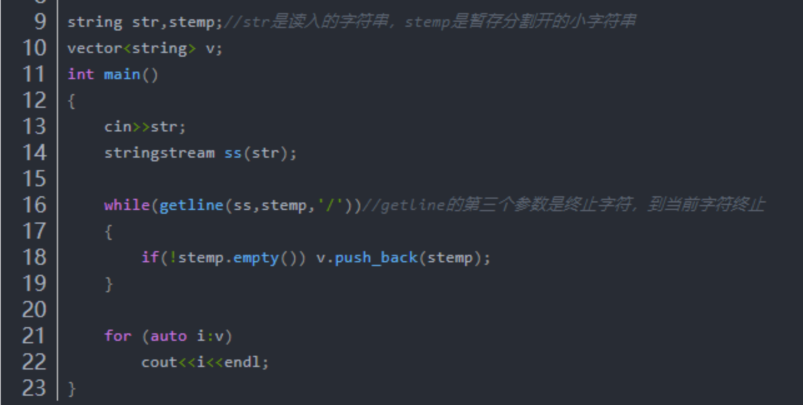 9 string str,stemp;//str是读入的字符串，stemp是暂存分割开的小字符串
10 vector<string> v;
11 int main()
12 {
13     cin>>str;
14     stringstream ss(str);
15
16     while(getline(ss,stemp,'/'))//getline的第三个参数是终止字符，到当前字符终止
17     {
18         if(!stemp.empty()) v.push_back(stemp);
19     }
20
21     for (auto i:v)
22         cout<<i<<endl;
23 }